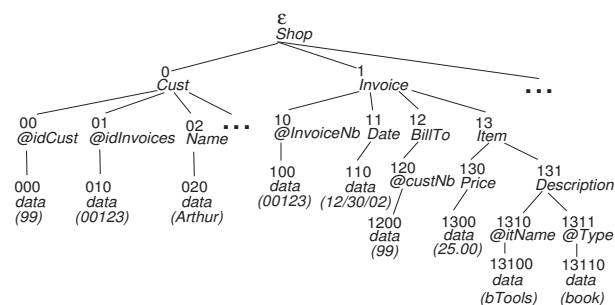 ε
Shop
0
Cust
1
Invoice
...
00
@idCust
01
@idInvoices
02
Name
...
10
@InvoiceNb
11
Date
12
BillTo
13
Item
000
data
(99)
010
data
(00123)
020
data
(Arthur)
100
data
(00123)
110
data
(12/30/02)
120
@custNb
130
Price
131
Description
1200
data
(99)
1300
data
(25.00)
1310
@itName
1311
@Type
13100
data
(bTools)
13110
data
(book)